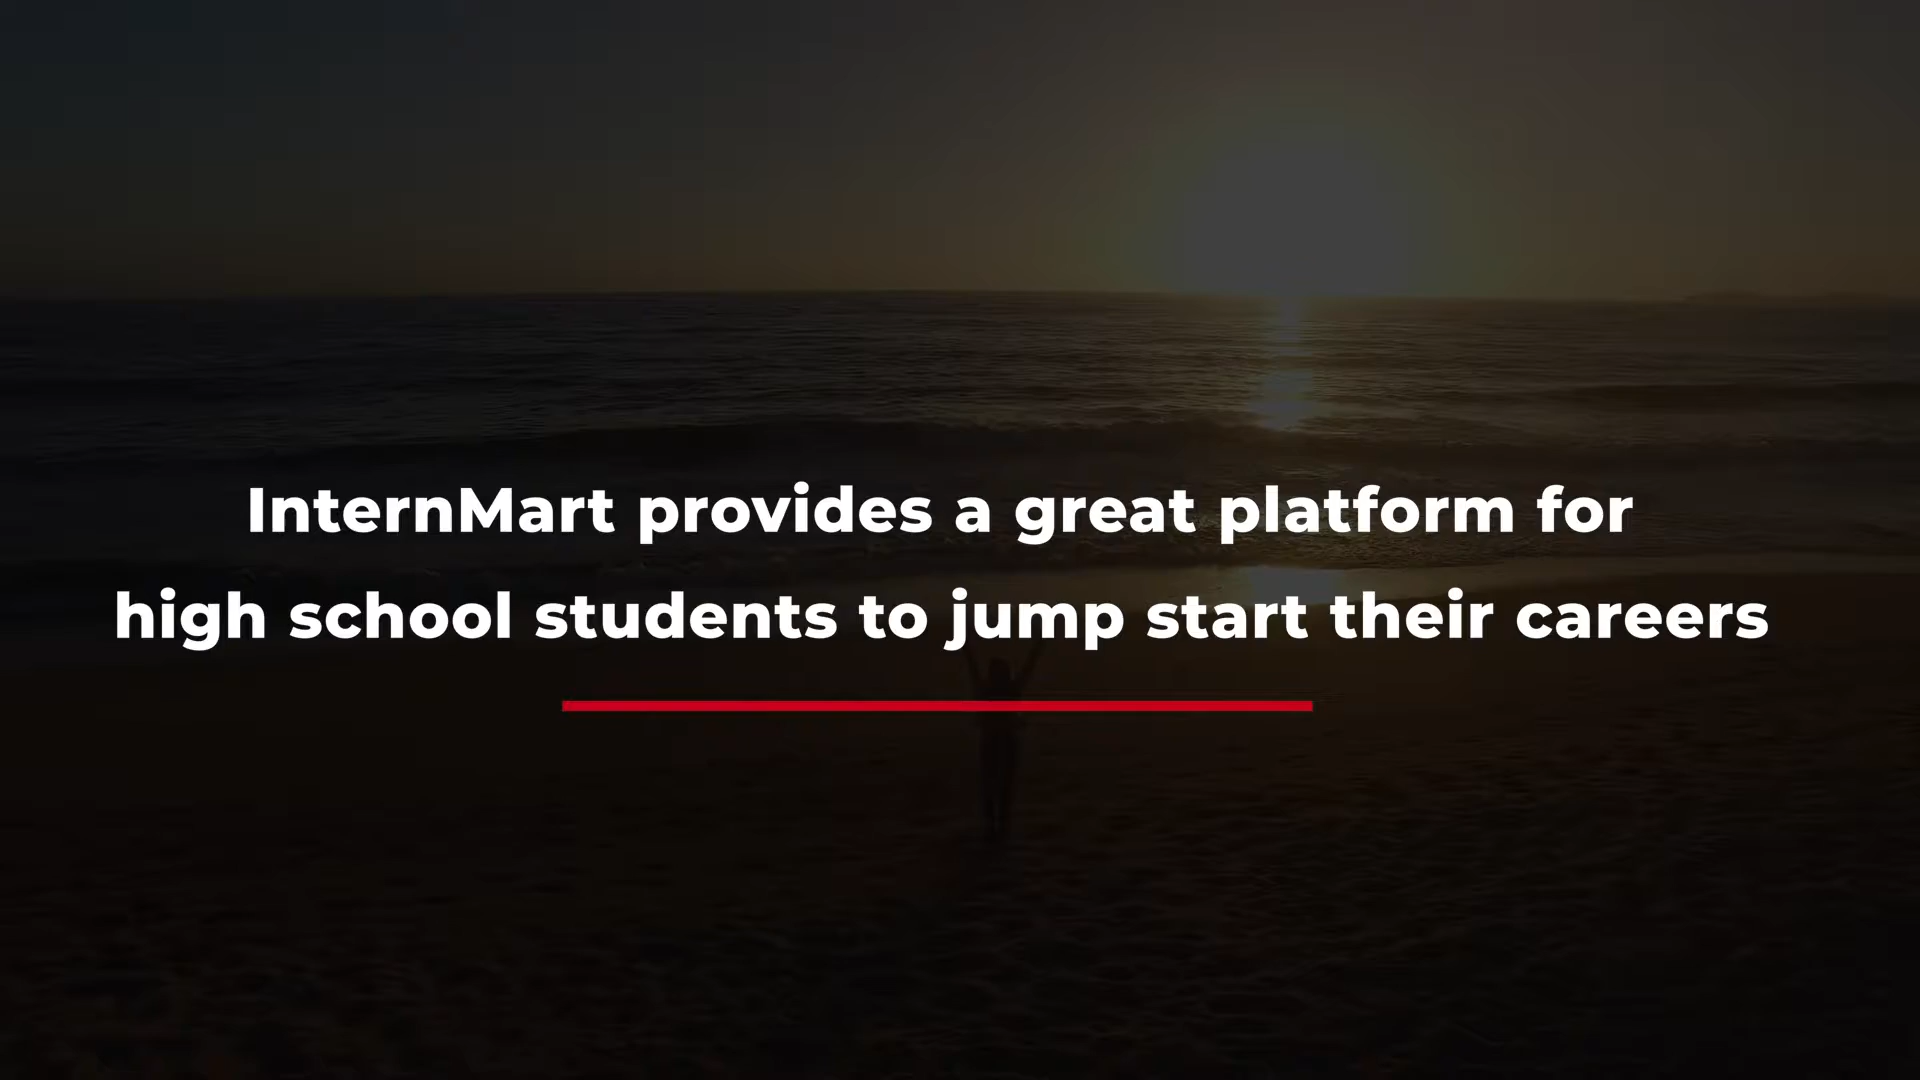 InternMart provides a great platform for
high school students to jump start their careers